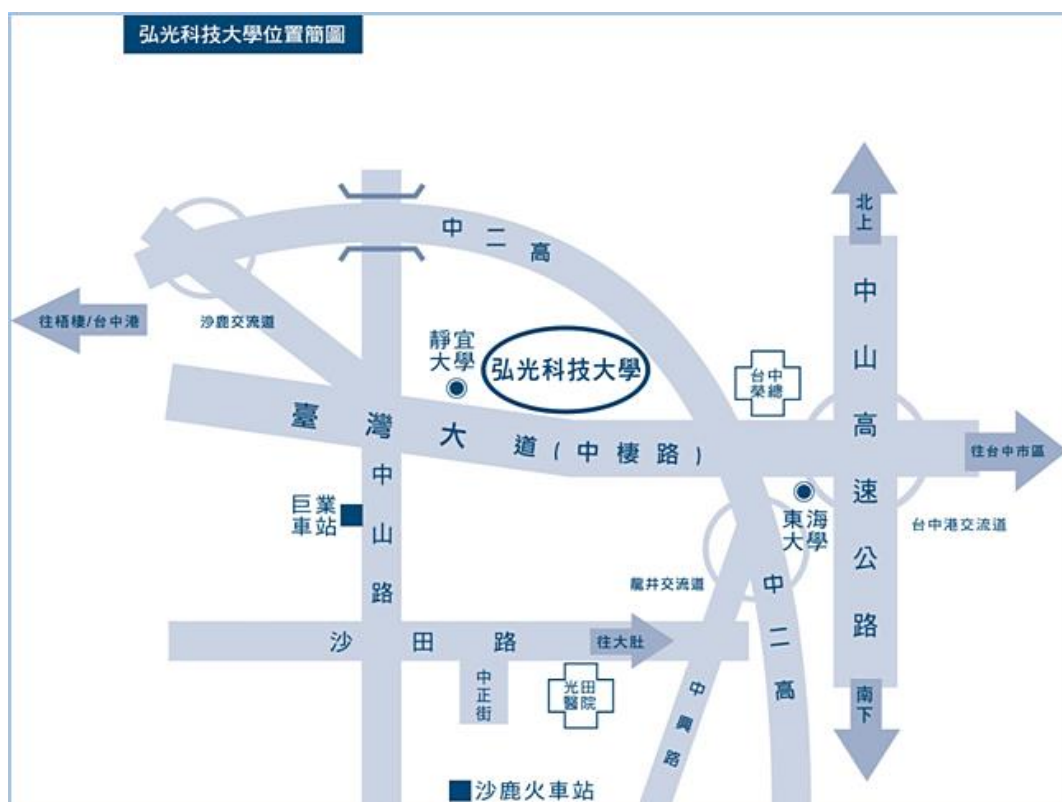 弘光科技大學位置簡圖
北上
中二高
中山高速公路
往梧棲/台中港
沙鹿交流道
靜宜
大學
弘光科技大學
台中
榮總
臺灣大道(中棲路)
往台中市區
巨業
車站
中山路
東海
大學
台中港交流道
龍井交流道
中二高
沙田路
往大肚
中正街
光田
醫院
中興路
南下
沙鹿火車站